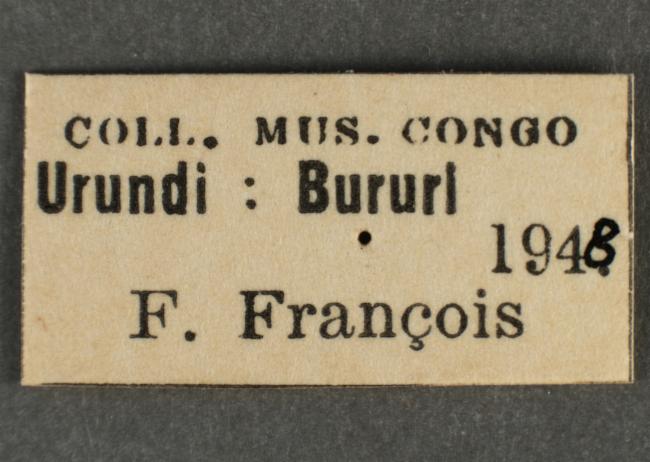 COLL. MUS. CONGO
Urundi : Bururi
1948
F. François